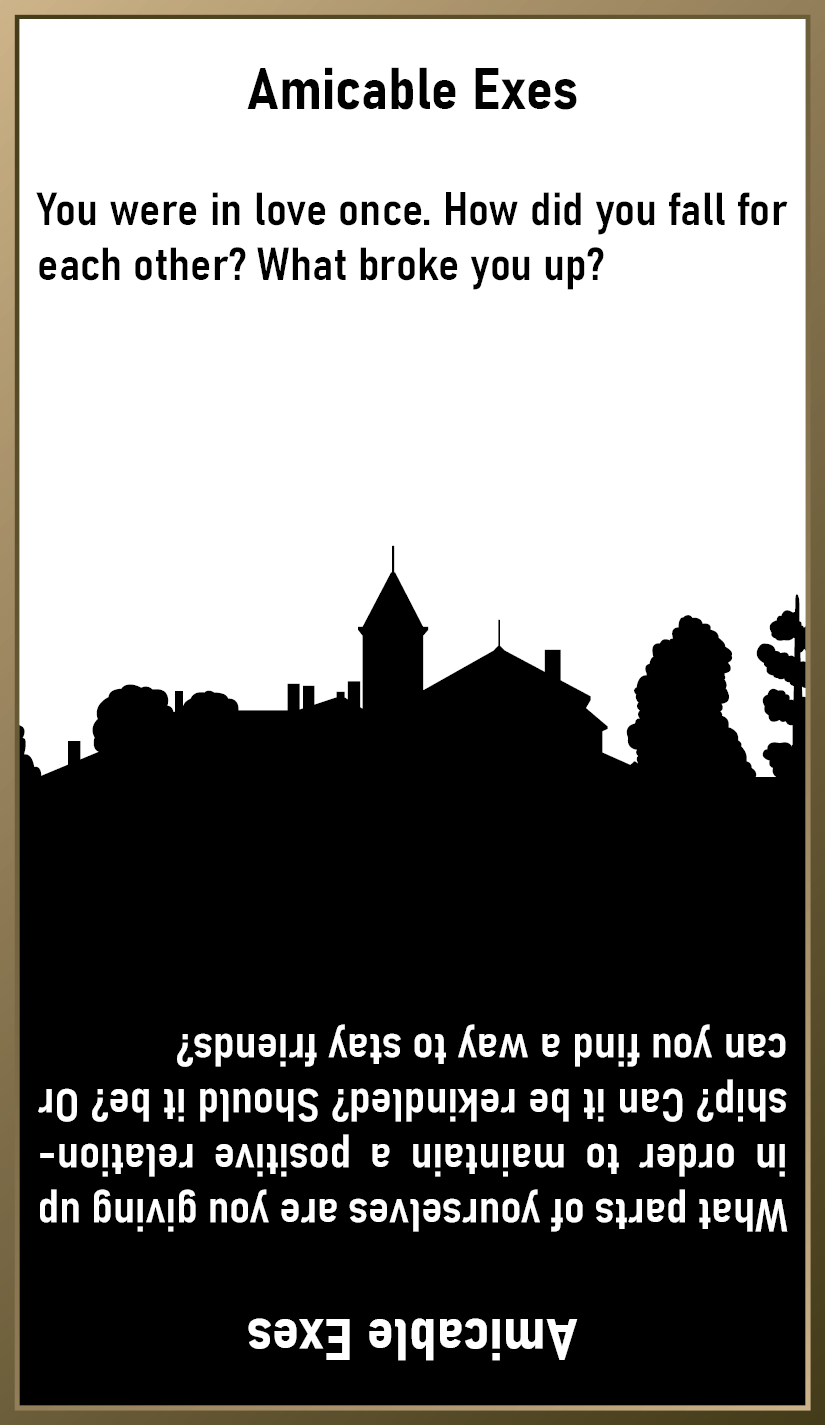 Amicable Exes
You were in love once. How did you fall for
each other? What broke you up?
Amicable Exes
What parts of yourselves are you giving up
in order to maintain a positive relation-
ship? Can it be rekindled? Should it be? Or
can you find a way to stay friends?